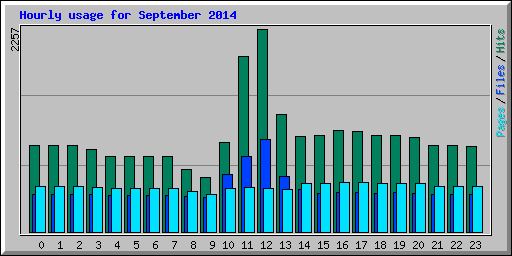 Hourly usage for September 2014
2257
Pages / Files / Hits
0 1 2 3 4 5 6 7 8 9 10 11 12 13 14 15 16 17 18 19 20 21 22 23